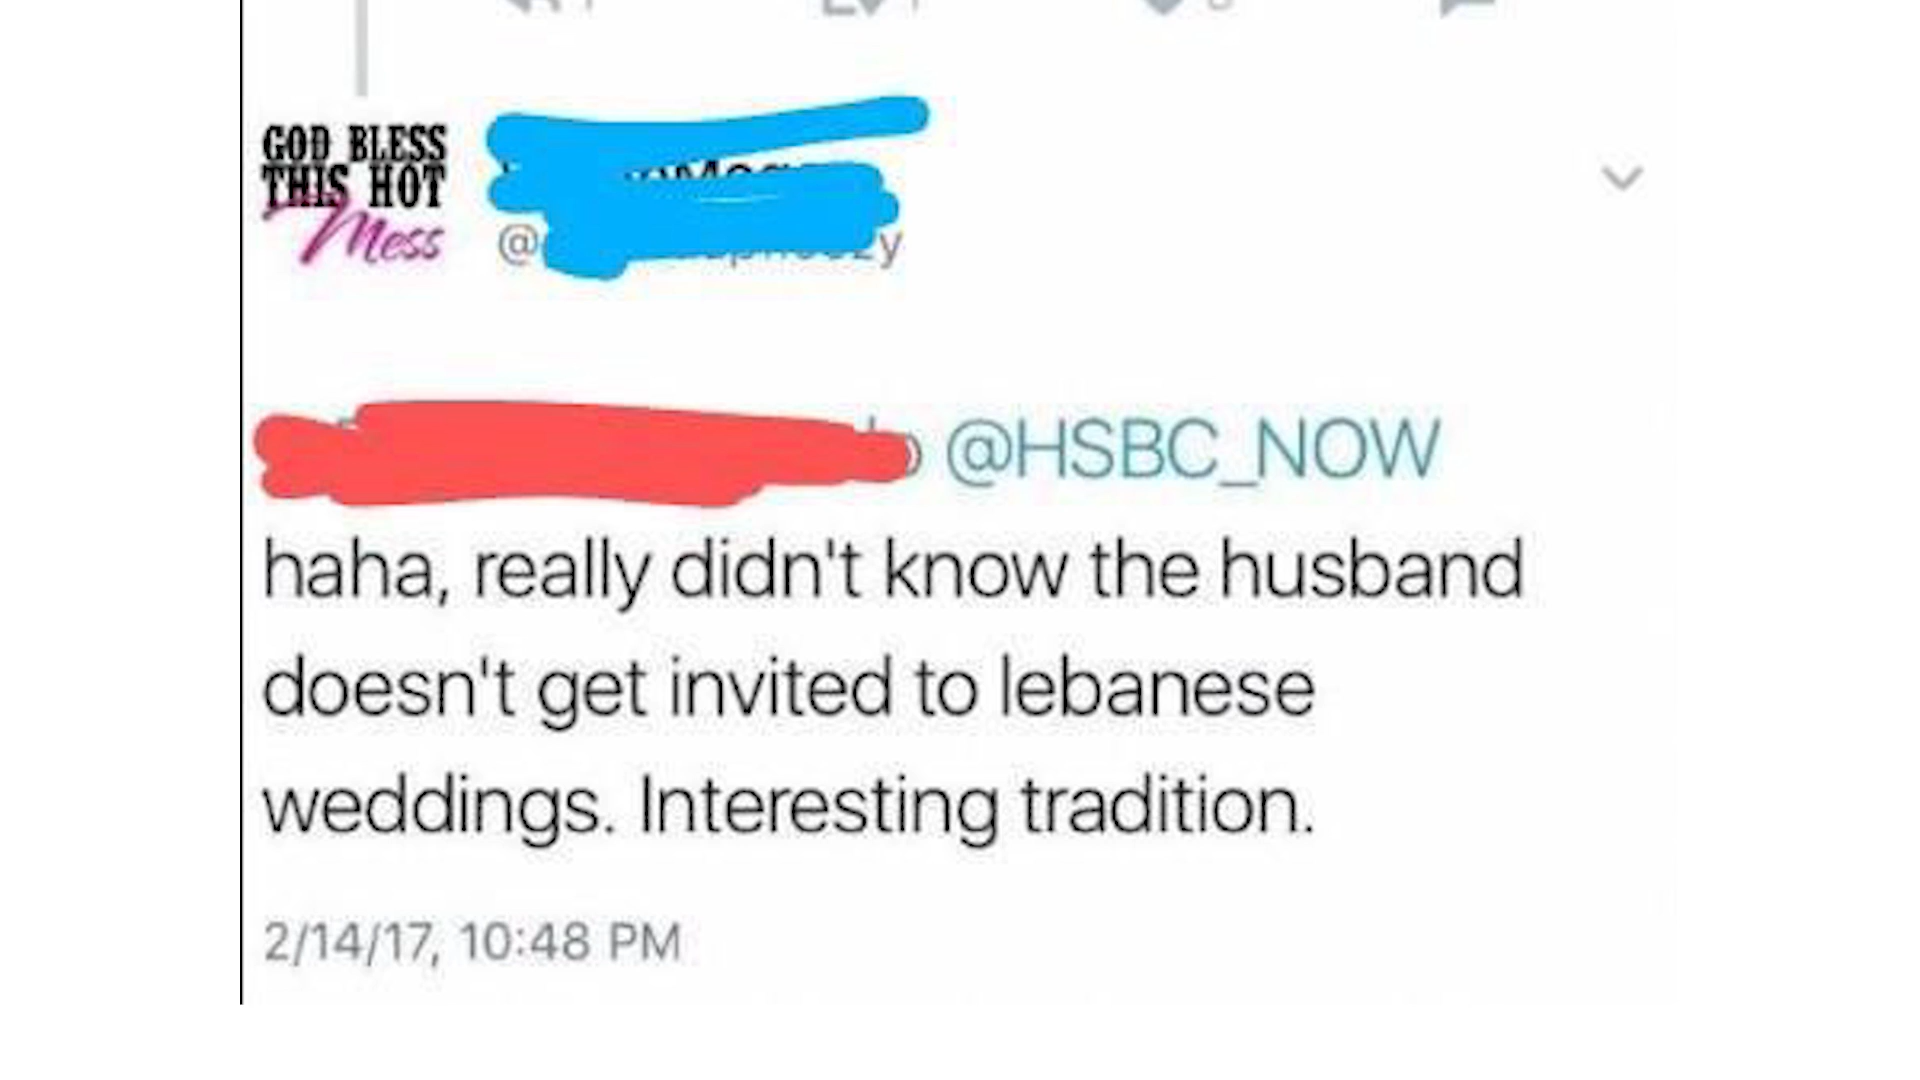 GOD BLESS
THIS HOT
Mess
@
@HSBC_NOW
haha, really didn't know the husband
doesn't get invited to lebanese
weddings. Interesting tradition.
2/14/17, 10:48 PM